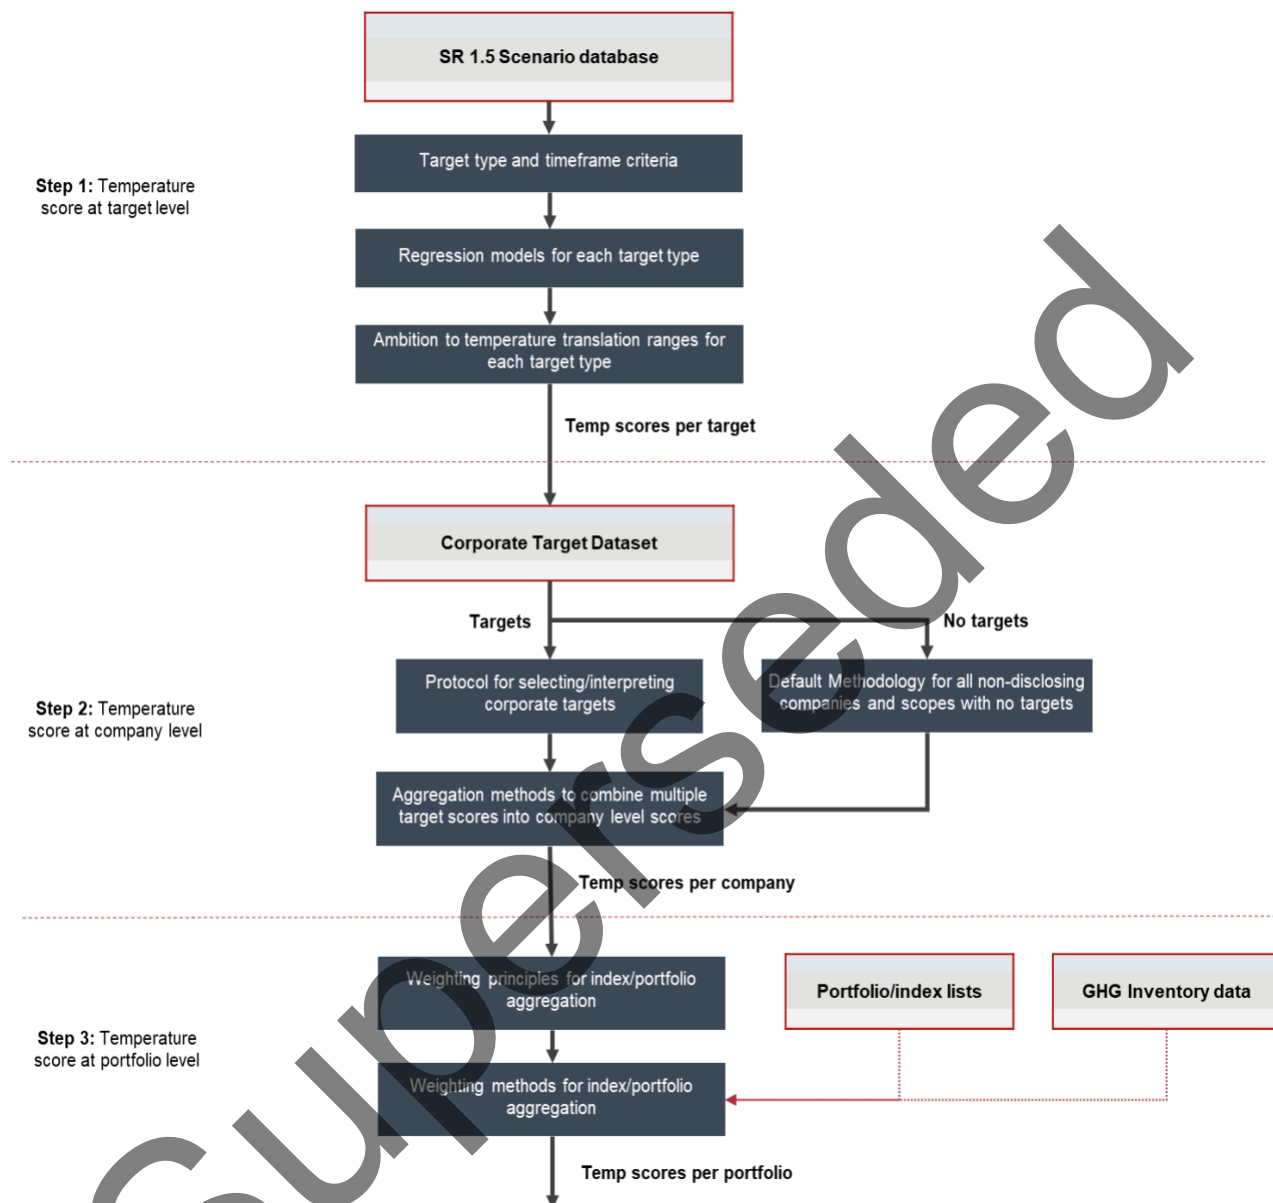 SR 1.5 Scenario database
Target type and timeframe criteria
Step 1: Temperature
score at target level
Regression models for each target type
Ambition to temperature translation ranges for
each target type
Temp scores per target
Corporate Target Dataset
Targets
No targets
Protocol for selecting/interpreting
corporate targets
Default Methodology for all non-disclosing
companies and scopes with no targets
Step 2: Temperature
score at company level
Aggregation methods to combine multiple
target scores into company level scores
Temp scores per company
Weighting principles for index/portfolio
aggregation
Portfolio/index lists
GHG Inventory data
Step 3: Temperature
score at portfolio level
Weighting methods for index/portfolio
aggregation
Temp scores per portfolio
Superseded